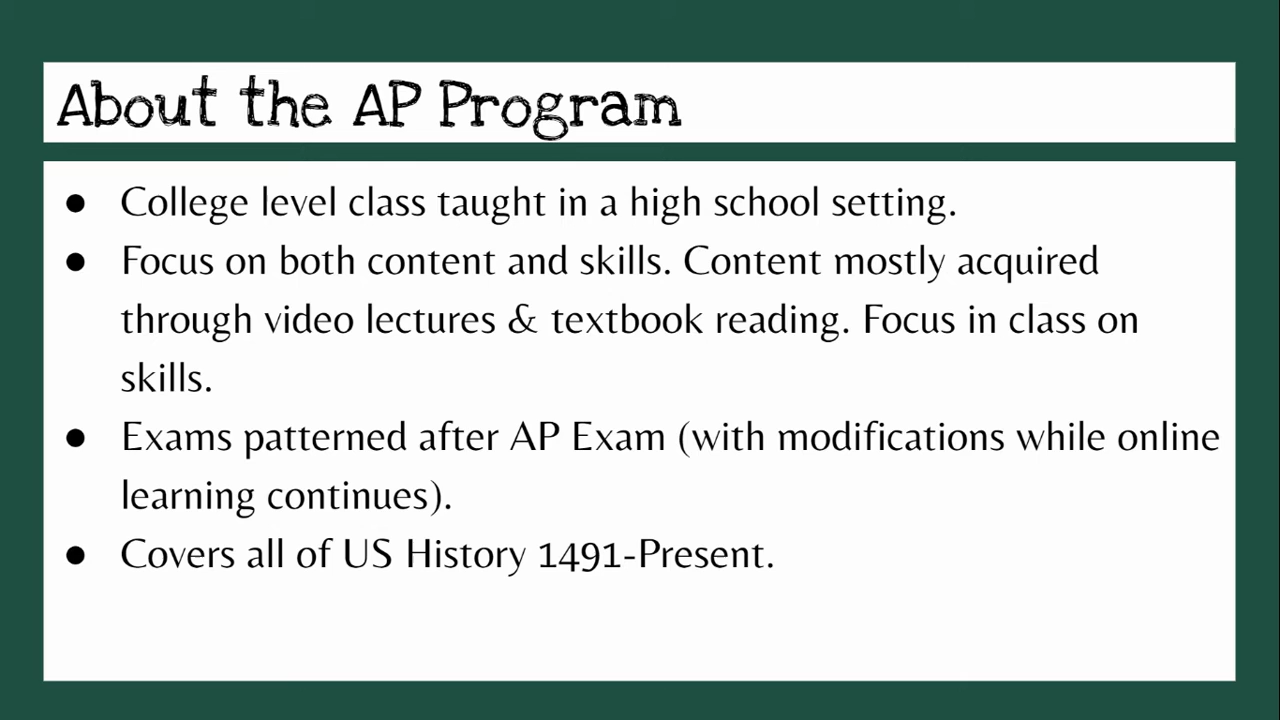 About the AP Program
● College level class taught in a high school setting.
● Focus on both content and skills. Content mostly acquired
through video lectures & textbook reading. Focus in class on
skills.
● Exams patterned after AP Exam (with modifications while online
learning continues).
● Covers all of US History 1491-Present.